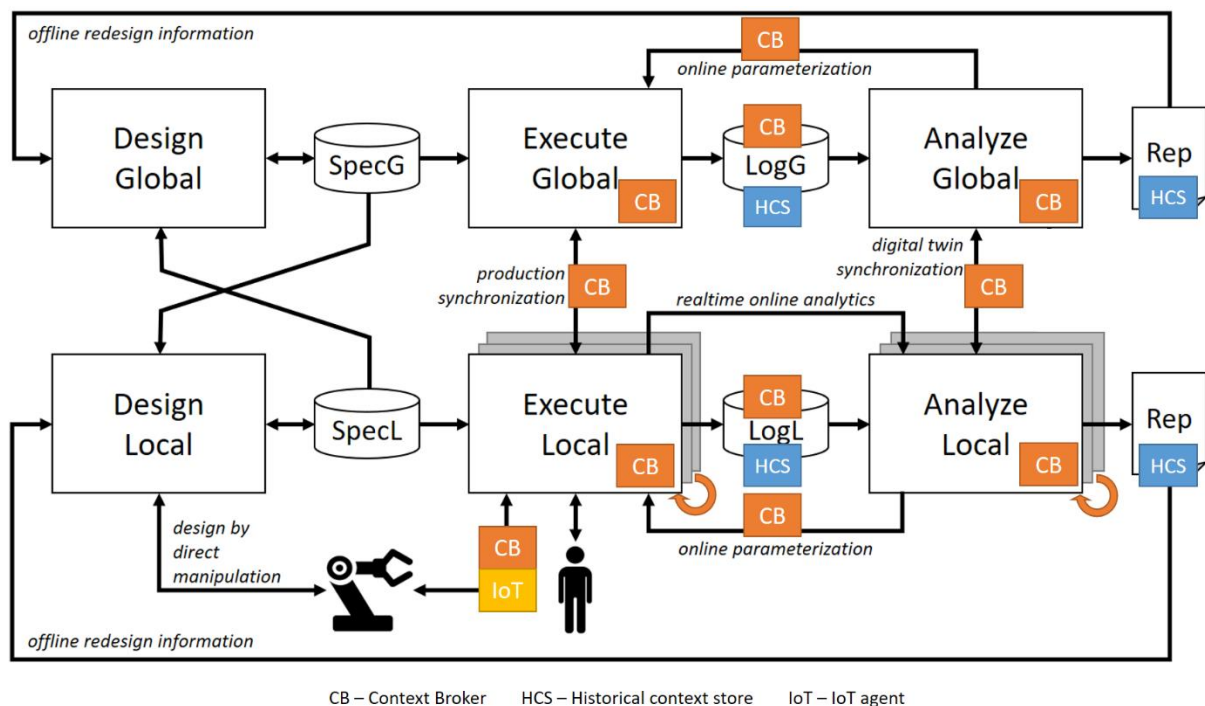 offline redesign information
CB
online parameterization
Design
Global
SpecG
Execute
Global
CB
CB
LogG
HCS
Analyze
Global
CB
Rep
HCS
production
synchronization
CB
digital twin
synchronization
CB
realtime online analytics
Design
Local
SpecL
Execute
Local
CB
CB
LogL
HCS
Analyze
Local
CB
Rep
HCS
CB
online parameterization
design by
direct
manipulation
CB
IoT
offline redesign information
CB – Context Broker HCS – Historical context store IoT – IoT agent